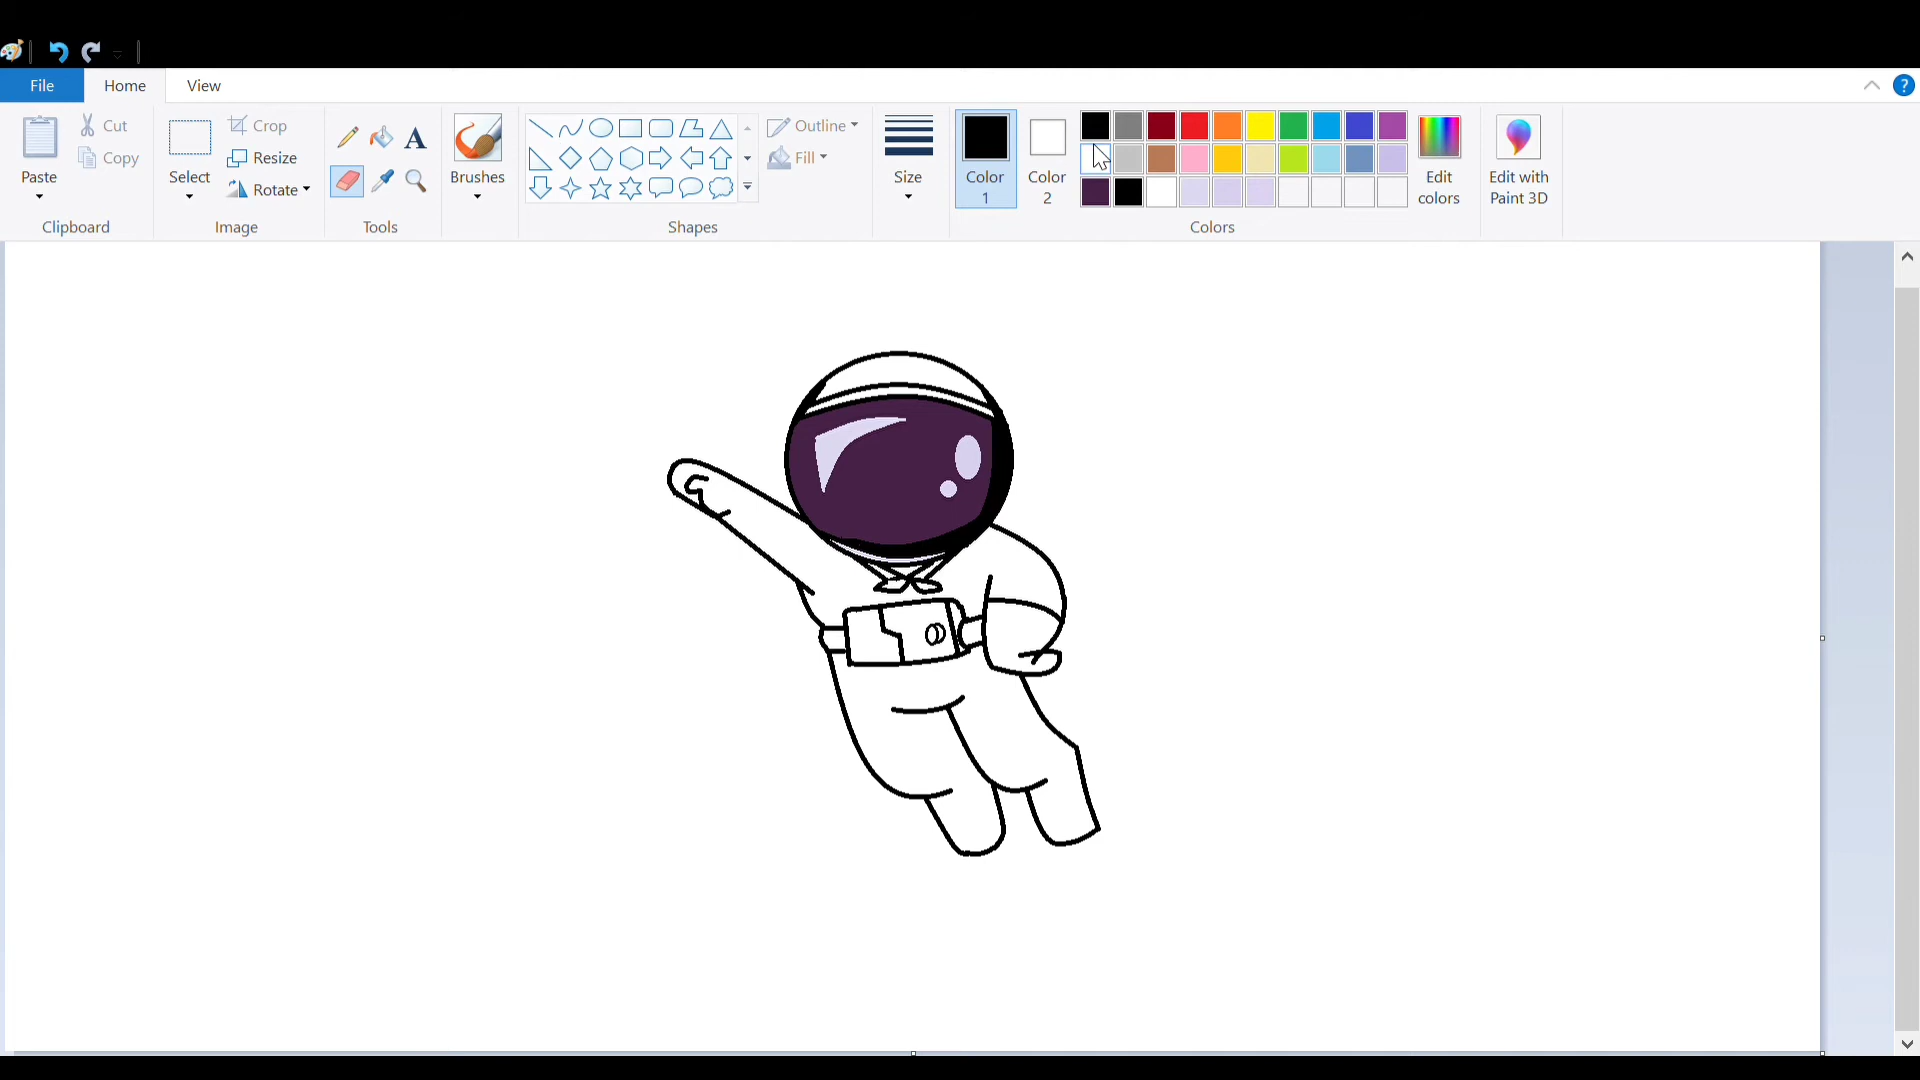 File Home View
Cut
Copy
Paste
Crop
Resize
Rotate
Select
A
Brushes
Outline
Fill
Size
Color
1
Color
2
Edit
colors
Edit with
Paint 3D
?
Clipboard Image Tools Shapes Colors